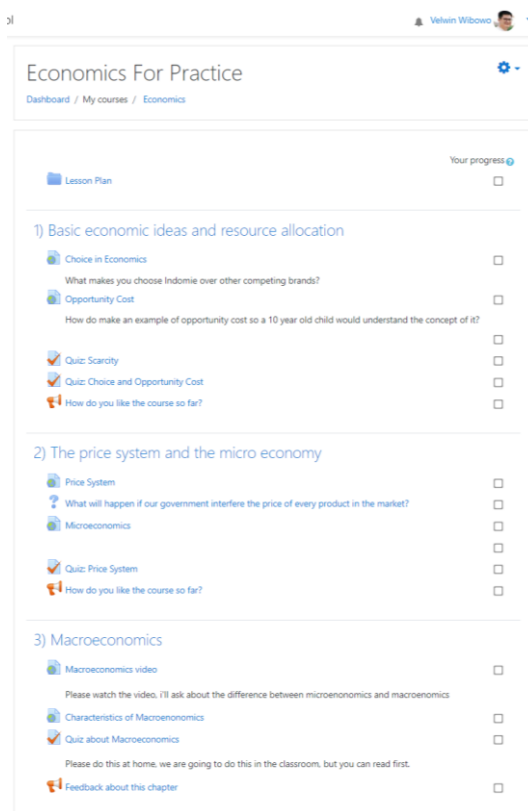 ol
Velwin Wibowo
Economics For Practice
Dashboard / My courses / Economics
Your progress
Lesson Plan
1) Basic economic ideas and resource allocation
Choice in Economics
What makes you choose Indomie over other competing brands?
Opportunity Cost
How do make an example of opportunity cost so a 10 year old child would understand the concept of it?
Quiz: Scarcity
Quiz: Choice and Opportunity Cost
How do you like the course so far?
2) The price system and the micro economy
Price System
What will happen if our government interfere the price of every product in the market?
Microeconomics
Quiz: Price System
How do you like the course so far?
3) Macroeconomics
Macroeconomics video
Please watch the video, i'll ask about the difference between microenonomics and macroenomics
Characteristics of Macroenonomics
Quiz about Macroeconomics
Please do this at home, we are going to do this in the classroom, but you can read first.
Feedback about this chapter